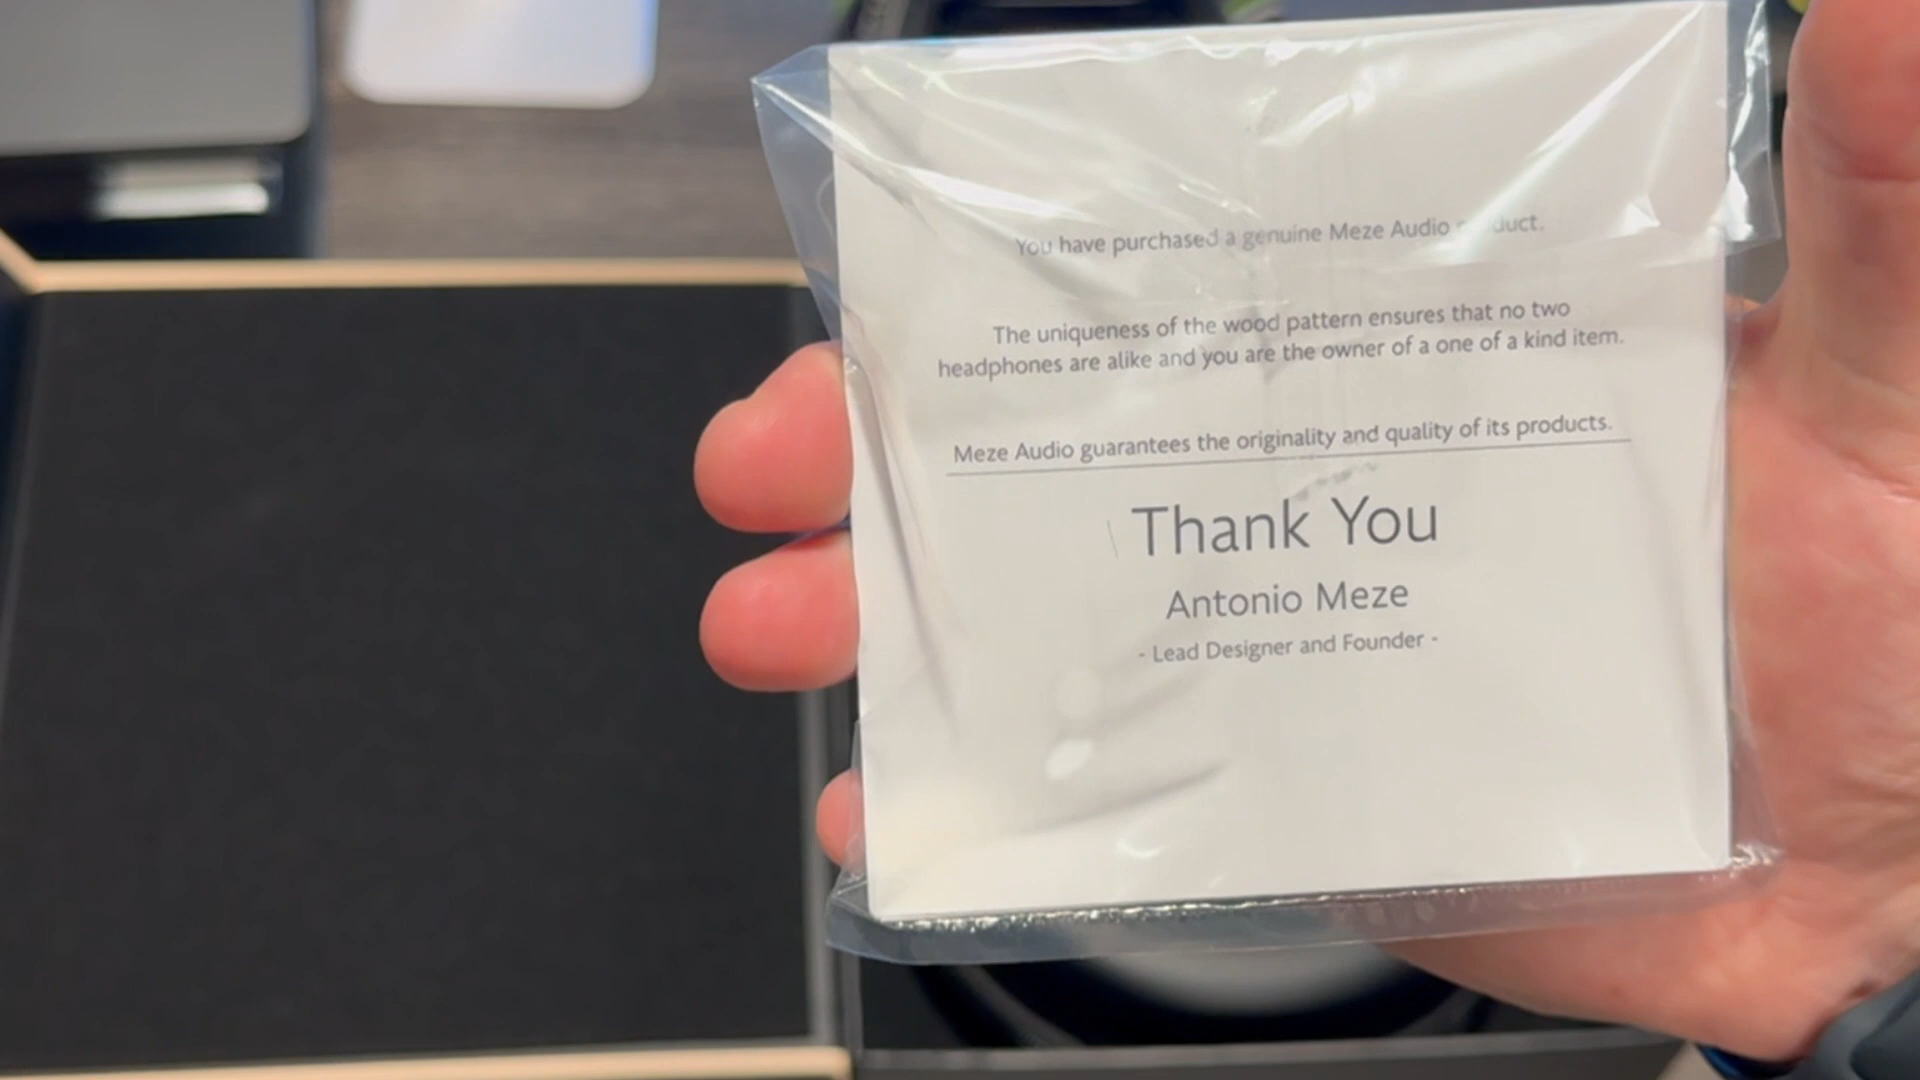 You have purchased a genuine Meze Audio product.
The uniqueness of the wood pattern ensures that no two
headphones are alike and you are the owner of a one of a kind item.
Meze Audio guarantees the originality and quality of its products.
Thank You
Antonio Meze
- Lead Designer and Founder -